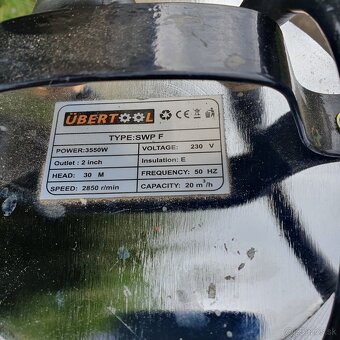 ÜBERTOOL
TYPE:SWP F
POWER:3550W VOLTAGE: 230 V
Outlet : 2 inch Insulation: E
HEAD: 30 M FREQUENCY: 50 HZ
SPEED: 2850 r/min CAPACITY: 20 m³/h